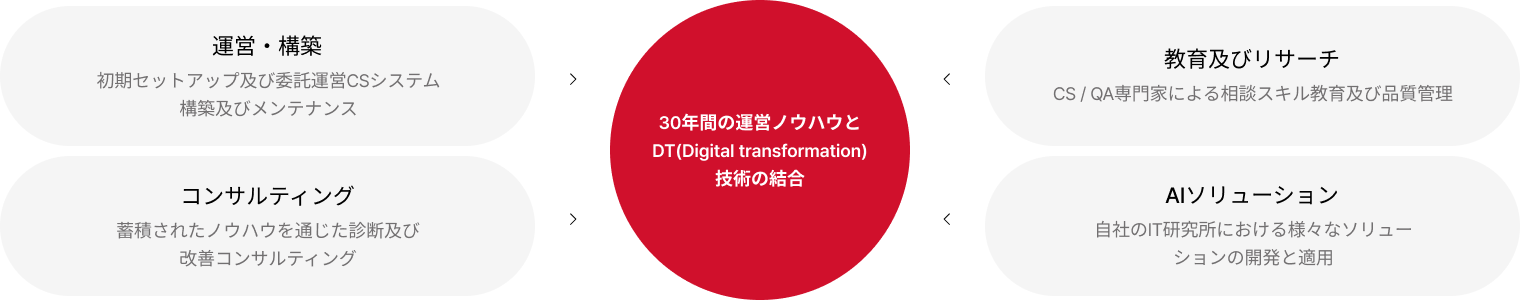 運営・構築
初期セットアップ及び委託運営CSシステム
構築及びメンテナンス
コンサルティング
蓄積されたノウハウを通じた診断及び
改善コンサルティング
30年間の運営ノウハウと
DT(Digital transformation)
技術の結合
教育及びリサーチ
CS / QA専門家による相談スキル教育及び品質管理
AIソリューション
自社のIT研究所における様々なソリュー
ションの開発と適用